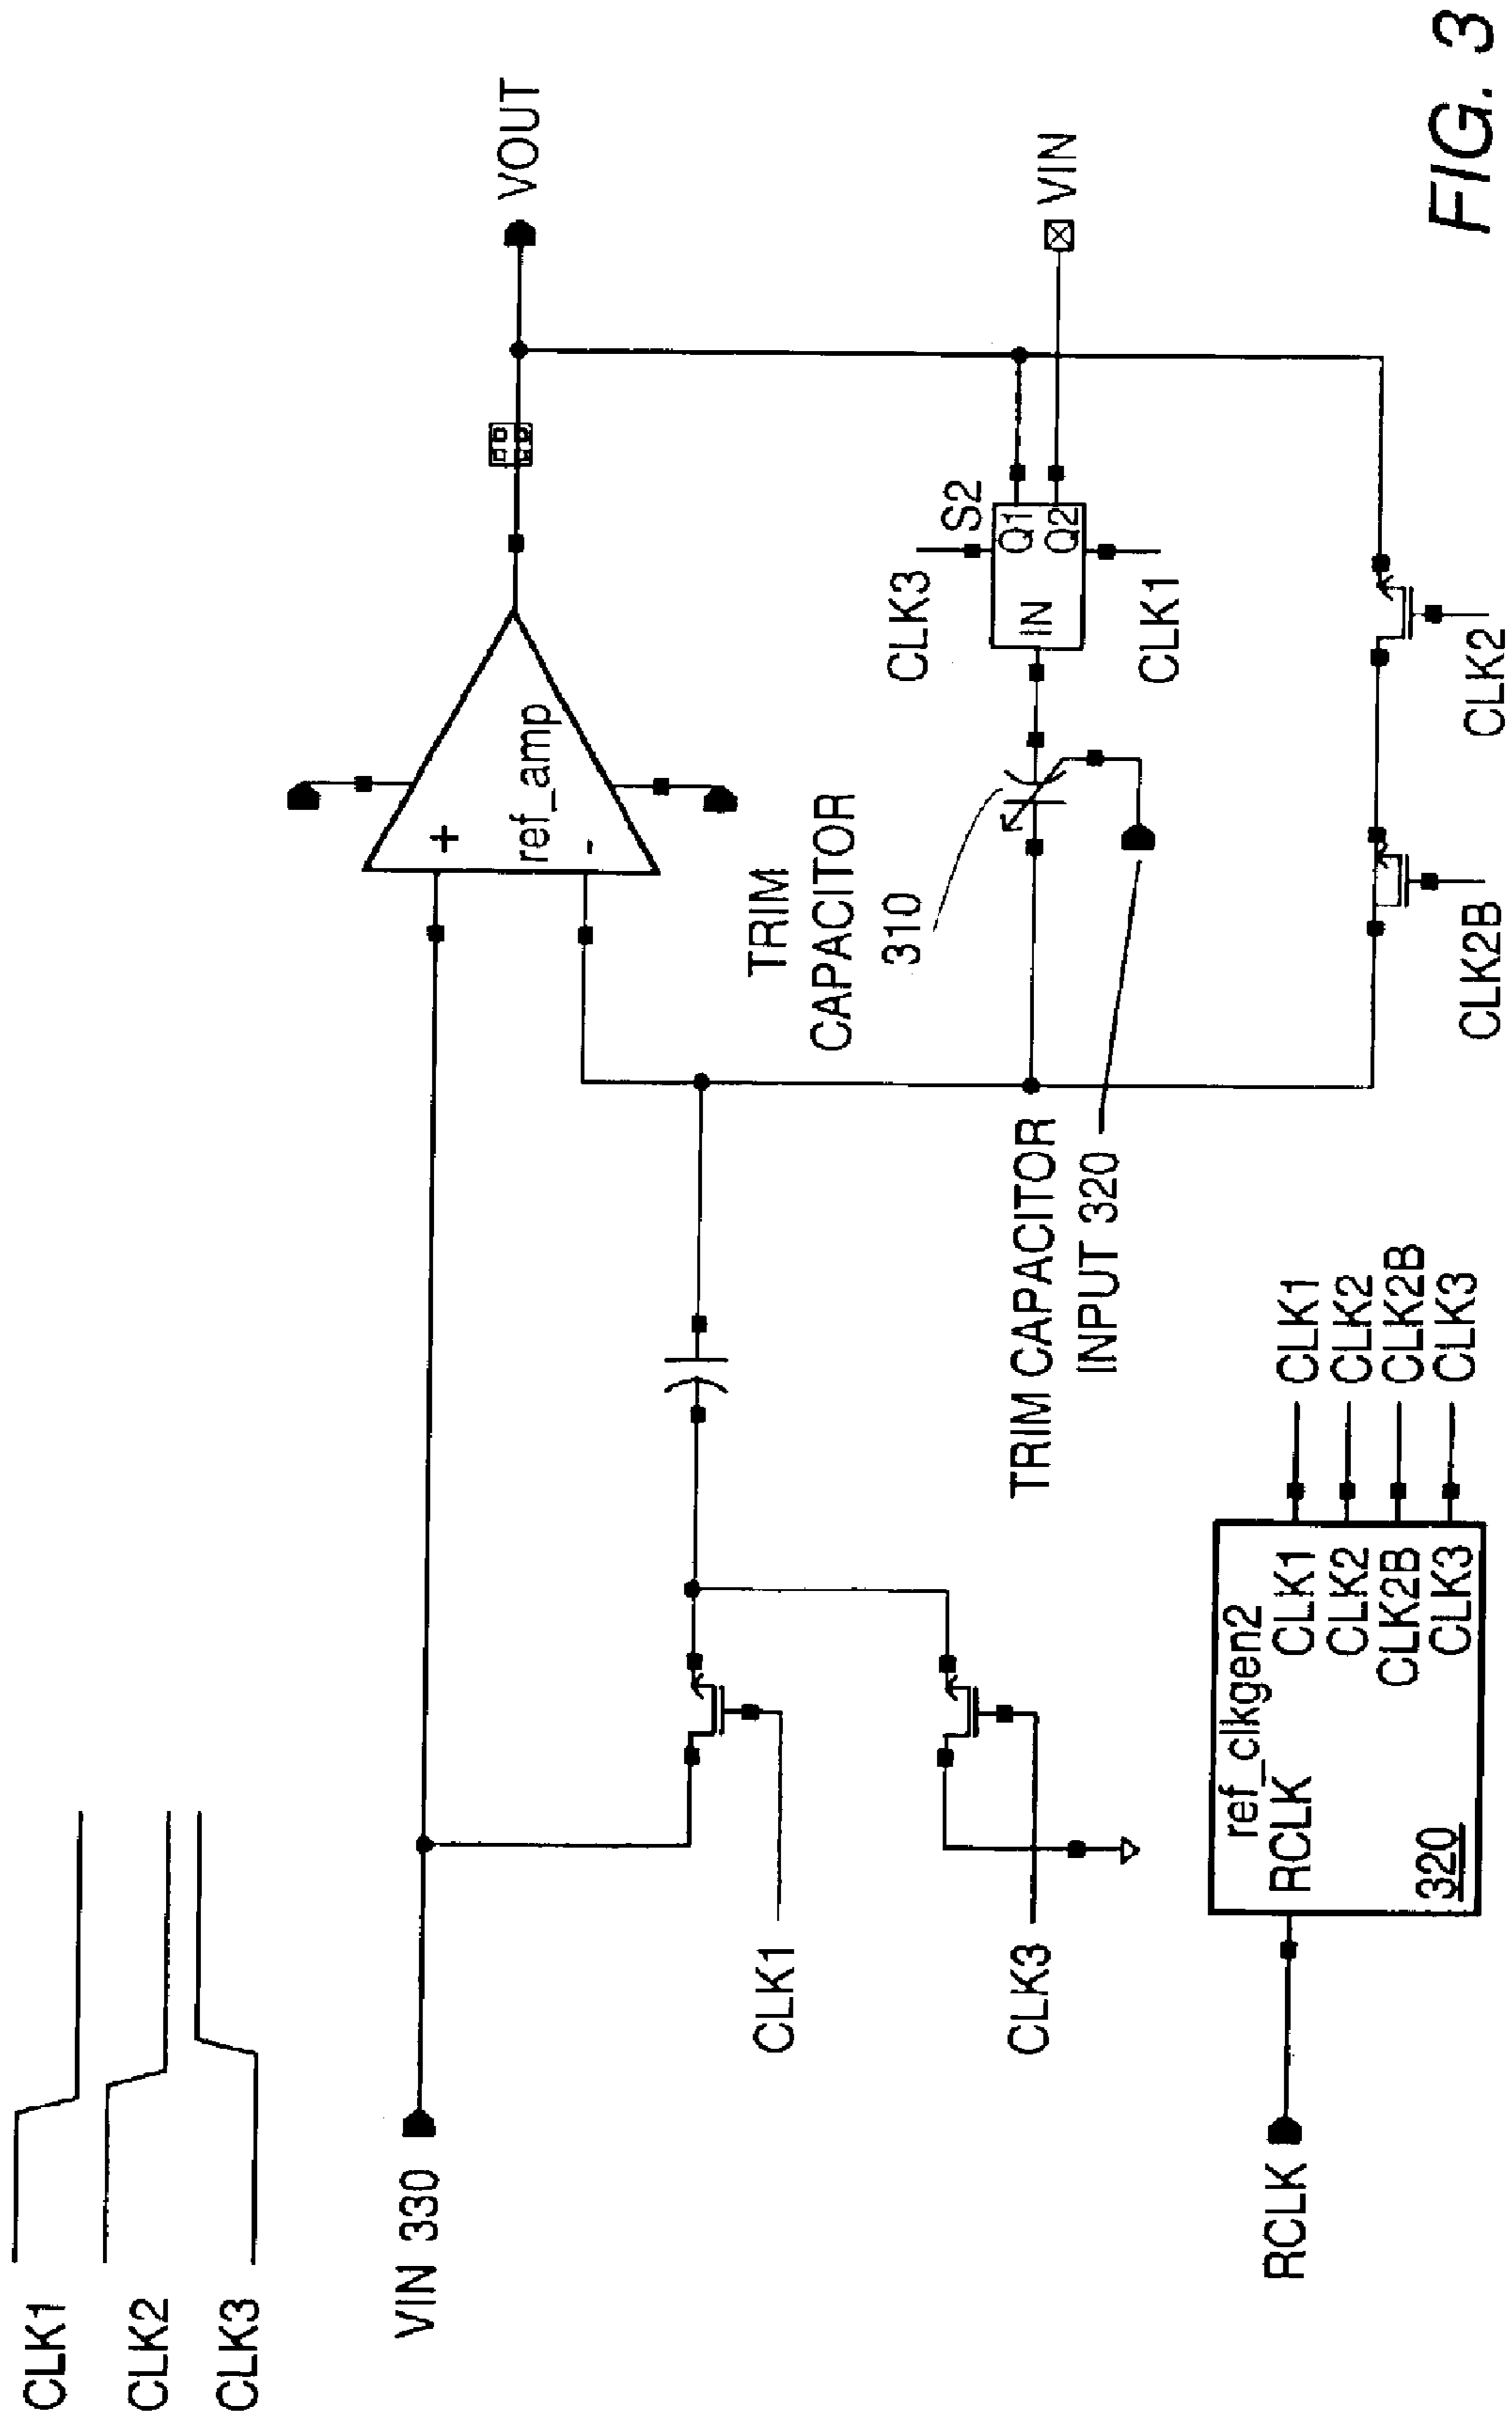 CLK1
CLK2
CLK3
VIN 330
VOUT
+
ref_amp
-
TRIM
CAPACITOR
310
CLK3
S2
IN
Q1
Q2
CLK1
VIN
CLK1
CLK3
TRIM CAPACITOR
INPUT 320
CLK2B
CLK2
RCLK
ref_clkgen2
RCLK
320
CLK1
CLK2
CLK2B
CLK3
CLK1
CLK2
CLK2B
CLK3
FIG. 3